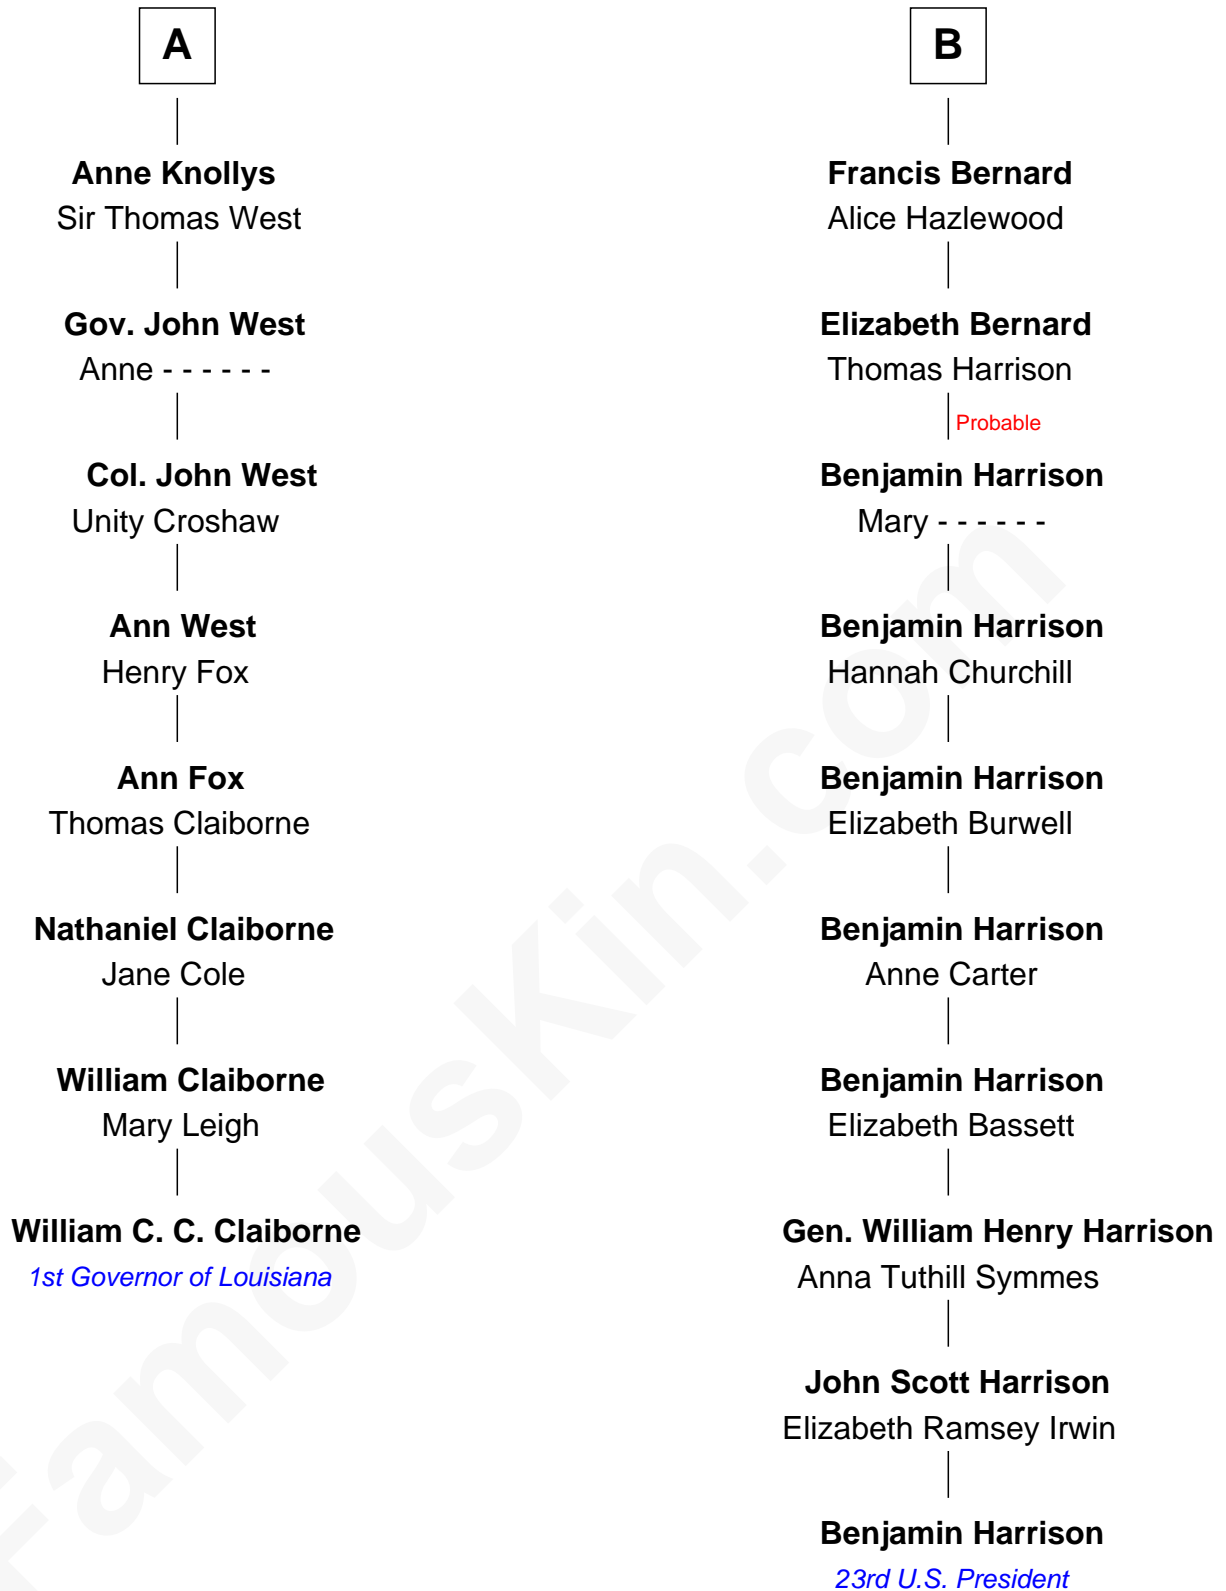 A
Anne Knollys
Sir Thomas West
Gov. John West
Anne - - - - - -
Col. John West
Unity Croshaw
Ann West
Henry Fox
Ann Fox
Thomas Claiborne
Nathaniel Claiborne
Jane Cole
William Claiborne
Mary Leigh
William C. C. Claiborne
1st Governor of Louisiana
B
Francis Bernard
Alice Hazlewood
Elizabeth Bernard
Thomas Harrison
Probable
Benjamin Harrison
Mary - - - - - -
Benjamin Harrison
Hannah Churchill
Benjamin Harrison
Elizabeth Burwell
Benjamin Harrison
Anne Carter
Benjamin Harrison
Elizabeth Bassett
Gen. William Henry Harrison
Anna Tuthill Symmes
John Scott Harrison
Elizabeth Ramsey Irwin
Benjamin Harrison
23rd U.S. President
FamousKin.com